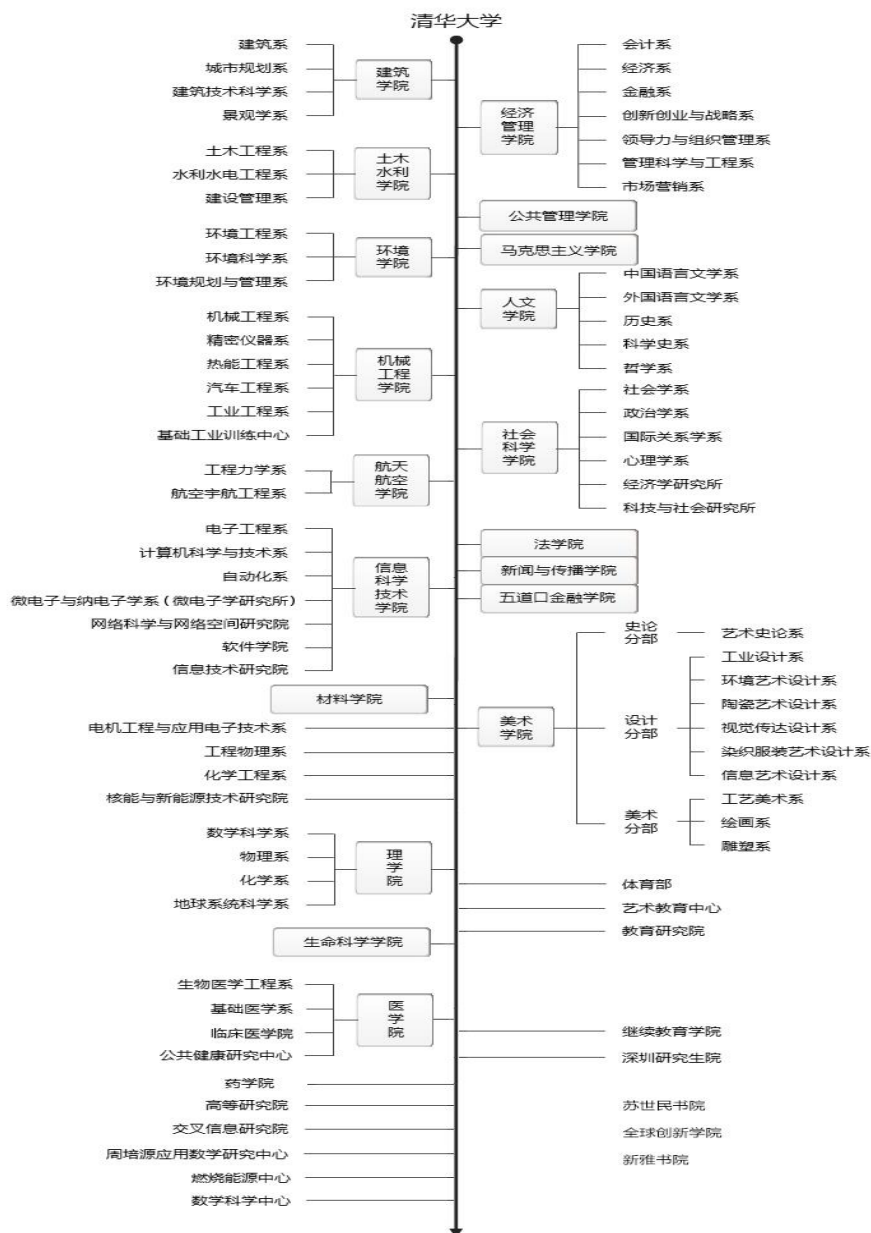 清华大学
建筑系
城市规划系
建筑技术科学系
景观学系
建筑
学院
土木工程系
水利水电工程系
建设管理系
土木
水利
学院
环境工程系
环境科学系
环境规划与管理系
环境
学院
机械工程系
精密仪器系
热能工程系
汽车工程系
工业工程系
基础工业训练中心
机械
工程
学院
工程力学系
航空宇航工程系
航天
航空
学院
电子工程系
计算机科学与技术系
自动化系
微电子与纳电子学系(微电子学研究所)
网络科学与网络空间研究院
软件学院
信息技术研究院
信息
科学
技术
学院
材料学院
电机工程与应用电子技术系
工程物理系
化学工程系
核能与新能源技术研究院
数学科学系
物理系
化学系
地球系统科学系
理
学
院
生命科学学院
生物医学工程系
基础医学系
临床医学院
公共健康研究中心
医
学
院
药学院
高等研究院
交叉信息研究院
周培源应用数学研究中心
燃烧能源中心
数学科学中心
经济
管理
学院
会计系
经济系
金融系
创新创业与战略系
领导力与组织管理系
管理科学与工程系
市场营销系
公共管理学院
马克思主义学院
人文
学院
中国语言文学系
外国语言文学系
历史系
科学史系
哲学系
社会
科学
学院
社会学系
政治学系
国际关系学系
心理学系
经济学研究所
科技与社会研究所
法学院
新闻与传播学院
五道口金融学院
美术
学院
史论
分部
艺术史论系
设计
分部
工业设计系
环境艺术设计系
陶瓷艺术设计系
视觉传达设计系
染织服装艺术设计系
信息艺术设计系
美术
分部
工艺美术系
绘画系
雕塑系
体育部
艺术教育中心
教育研究院
继续教育学院
深圳研究生院
苏世民书院
全球创新学院
新雅书院